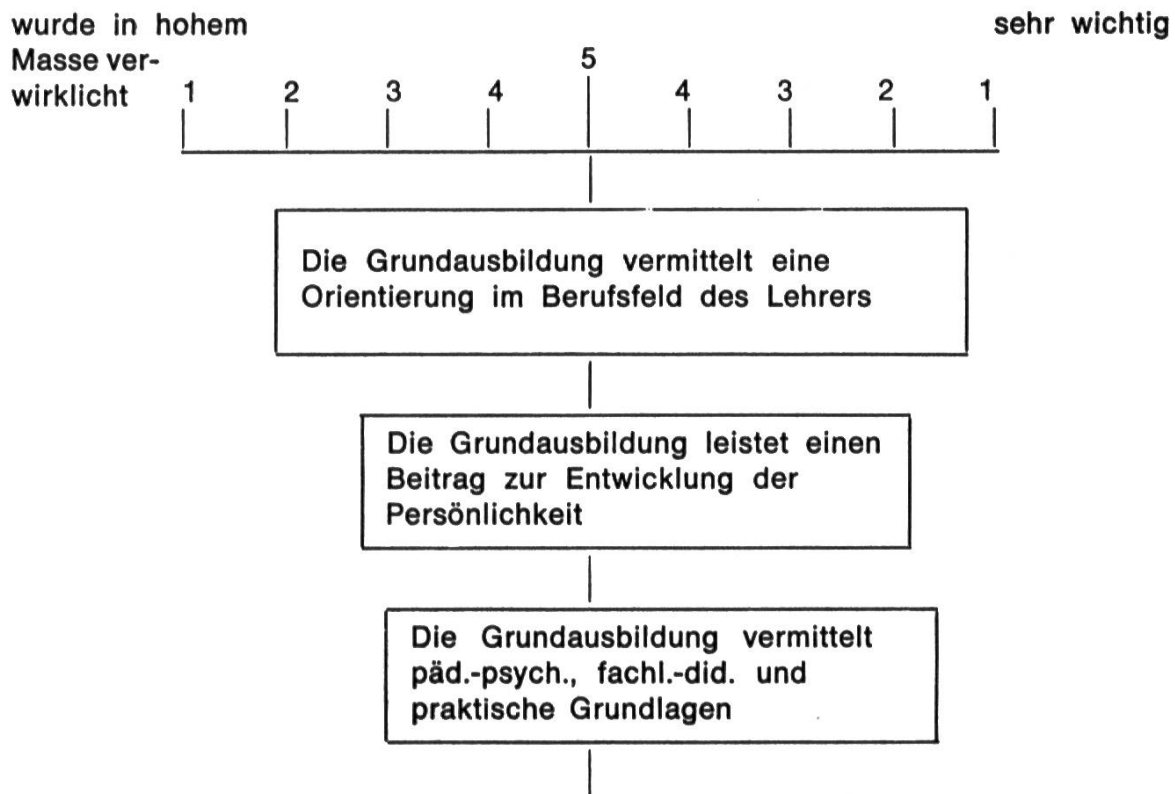 wurde in hohem
Masse ver-
wirklicht
sehr wichtig
1 2 3 4 5 4 3 2 1
Die Grundausbildung vermittelt eine
Orientierung im Berufsfeld des Lehrers
Die Grundausbildung leistet einen
Beitrag zur Entwicklung der
Persönlichkeit
Die Grundausbildung vermittelt
päd.-psych., fachl.-did. und
praktische Grundlagen